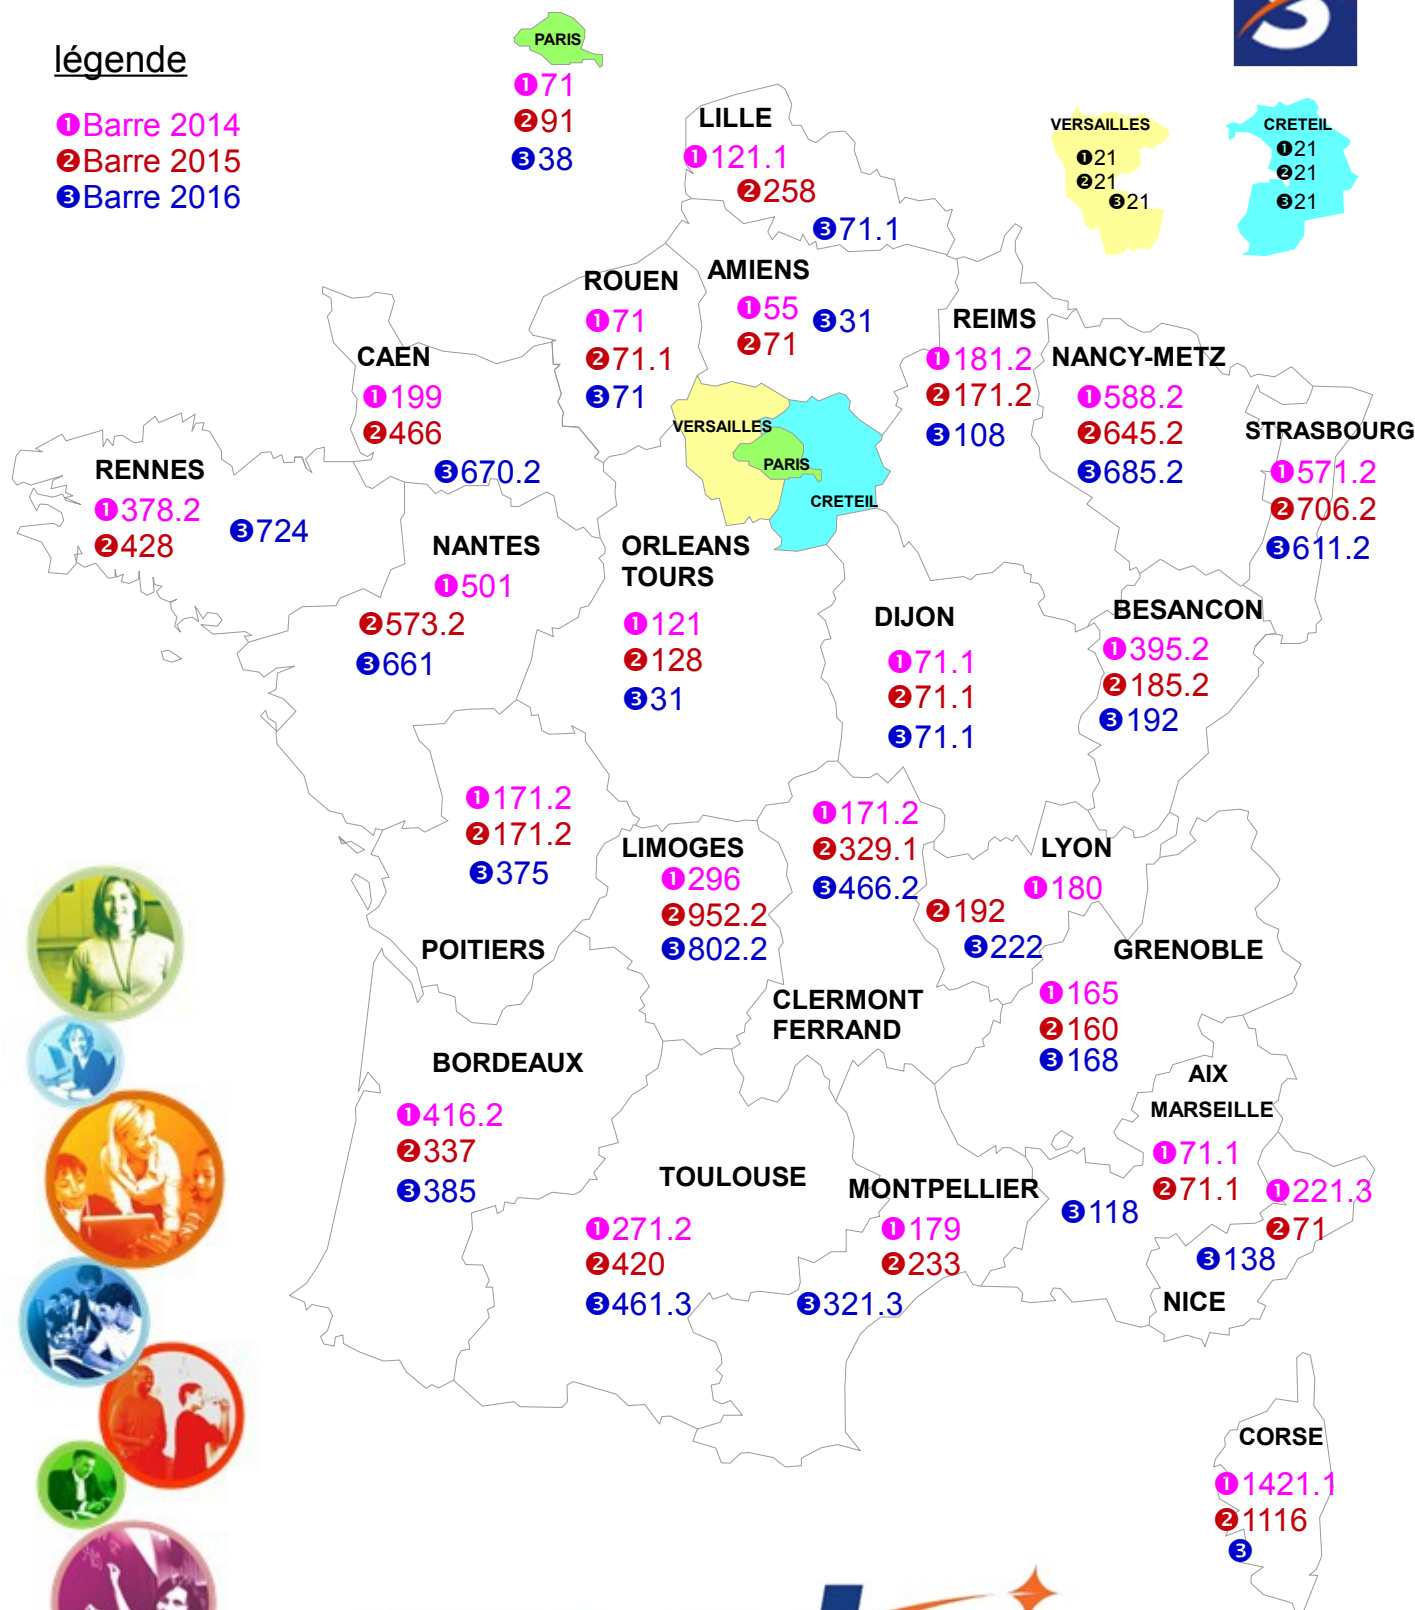 légende
❶Barre 2014
❷Barre 2015
❸Barre 2016
PARIS
❶71
❷91
❸38
LILLE
❶121.1
❷258
❸71.1
VERSAILLES
❶21
❷21
❸21
CRETEIL
❶21
❷21
❸21
ROUEN
❶71
❷71.1
❸71
AMIENS
❶55
❷71
❸31
REIMS
❶181.2
❷171.2
❸108
NANCY-METZ
❶588.2
❷645.2
❸685.2
STRASBOURG
❶571.2
❷706.2
❸611.2
CAEN
❶199
❷466
❸670.2
VERSAILLES
PARIS
CRETEIL
RENNES
❶378.2
❷428
❸724
NANTES
❶501
❷573.2
❸661
ORLEANS
TOURS
❶121
❷128
❸31
DIJON
❶71.1
❷71.1
❸71.1
BESANCON
❶395.2
❷185.2
❸192
❶171.2
❷171.2
❸375
POITIERS
LIMOGES
❶296
❷952.2
❸802.2
❶171.2
❷329.1
❸466.2
CLERMONT
FERRAND
LYON
❶180
❷192
❸222
GRENOBLE
❶165
❷160
❸168
BORDEAUX
❶416.2
❷337
❸385
TOULOUSE
❶271.2
❷420
❸461.3
MONTPELLIER
❶179
❷233
❸321.3
AIX
MARSEILLE
❶71.1
❷71.1
❸118
❶221.3
❷71
❸138
NICE
CORSE
❶1421.1
❷1116
❸